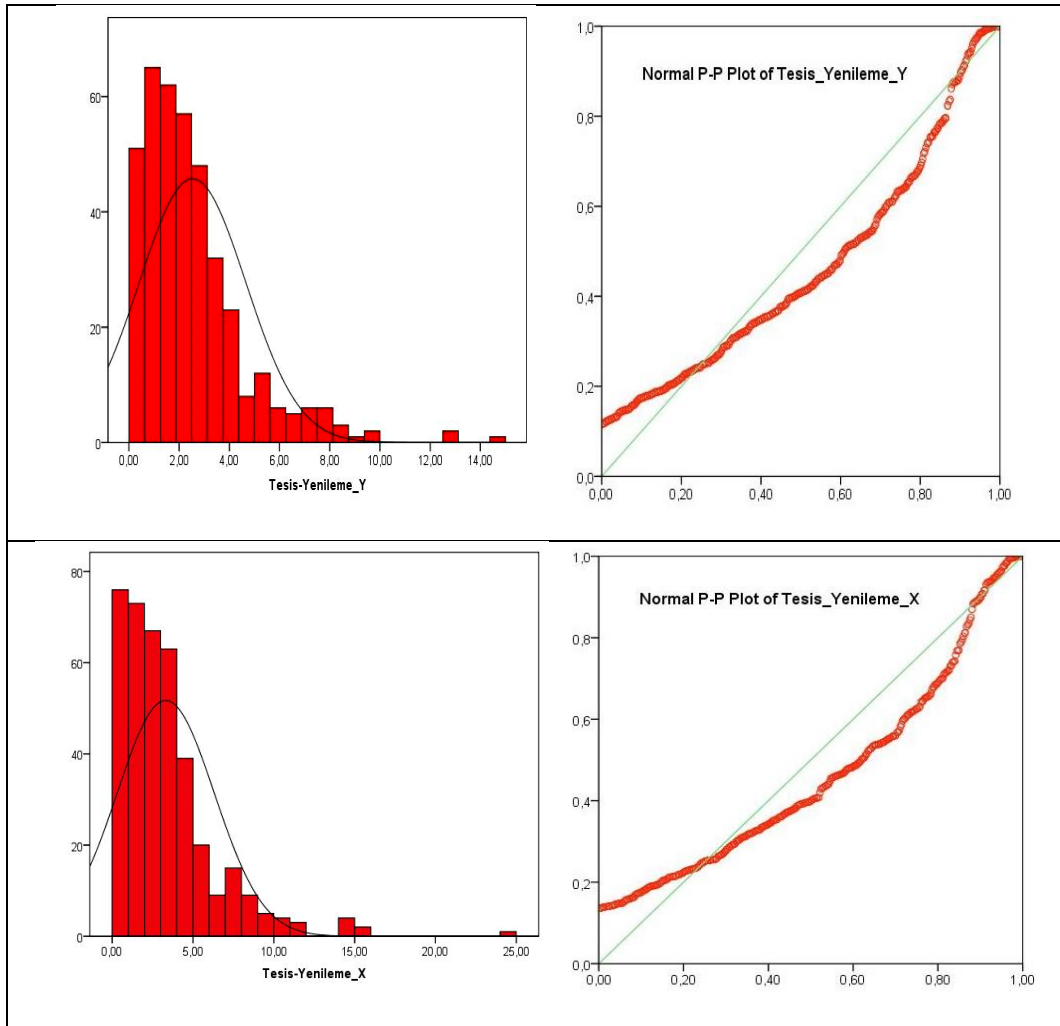 60
40
20
0
0,00 2,00 4,00 6,00 8,00 10,00 12,00 14,00
Tesis-Yenileme_Y
Normal P-P Plot of Tesis_Yenileme_Y
1,0
0,8
0,6
0,4
0,2
0,0
0,00 0,20 0,40 0,60 0,80 1,00
80
60
40
20
0
0,00 5,00 10,00 15,00 20,00 25,00
Tesis-Yenileme_X
Normal P-P Plot of Tesis_Yenileme_X
1,0
0,8
0,6
0,4
0,2
0,0
0,00 0,20 0,40 0,60 0,80 1,00